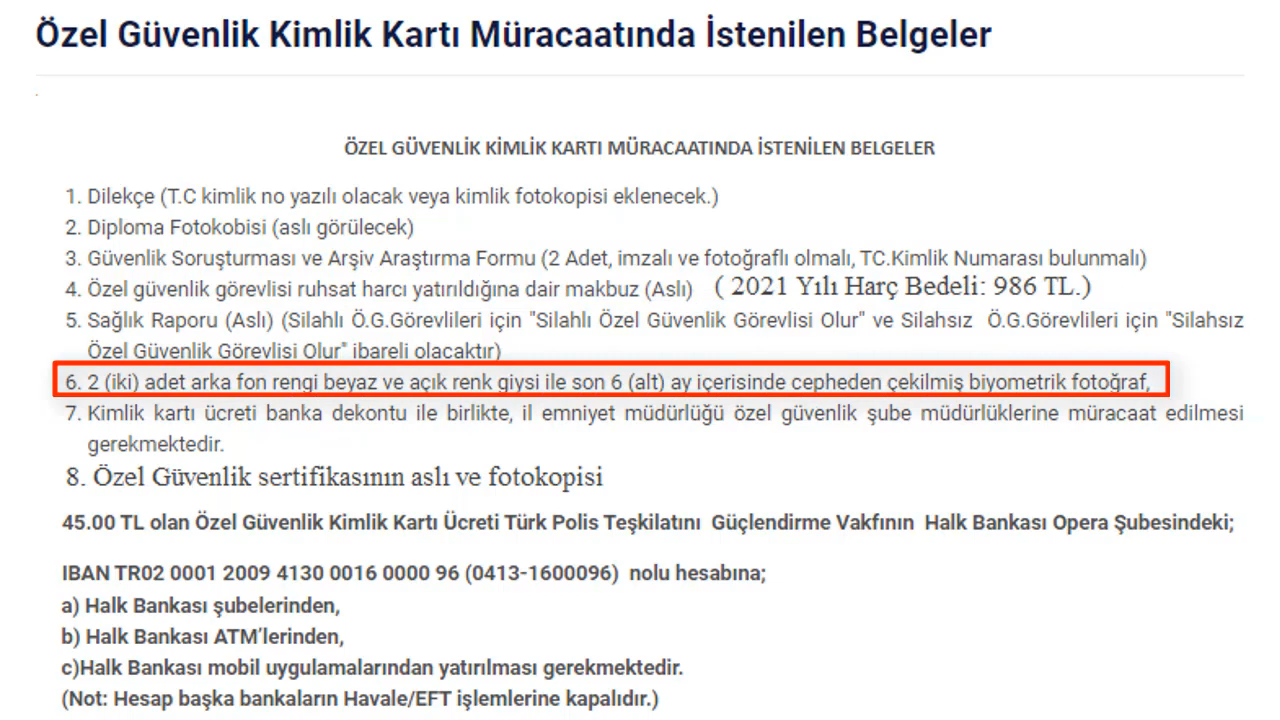 Özel Güvenlik Kimlik Kartı Müracaatında İstenilen Belgeler
.
ÖZEL GÜVENLİK KİMLİK KARTI MÜRACAATINDA İSTENİLEN BELGELER
1. Dilekçe (T.C kimlik no yazılı olacak veya kimlik fotokopisi eklenecek.)
2. Diploma Fotokobisi (aslı görülecek)
3. Güvenlik Soruşturması ve Arşiv Araştırma Formu (2 Adet, imzalı ve fotoğraflı olmalı, TC.Kimlik Numarası bulunmalı)
4. Özel güvenlik görevlisi ruhsat harcı yatırıldığına dair makbuz (Aslı) ( 2021 Yılı Harç Bedeli: 986 TL.)
5. Sağlık Raporu (Aslı) (Silahlı Ö.G.Görevlileri için "Silahlı Özel Güvenlik Görevlisi Olur" ve Silahsız Ö.G.Görevlileri için "Silahsız
Özel Güvenlik Görevlisi Olur" ibareli olacaktır)
6. 2 (iki) adet arka fon rengi beyaz ve açık renk giysi ile son 6 (alt) ay içerisinde cepheden çekilmiş biyometrik fotoğraf,
7. Kimlik kartı ücreti banka dekontu ile birlikte, il emniyet müdürlüğü özel güvenlik şube müdürlüklerine müracaat edilmesi
gerekmektedir.
8. Özel Güvenlik sertifikasının aslı ve fotokopisi
45.00 TL olan Özel Güvenlik Kimlik Kartı Ücreti Türk Polis Teşkilatını Güçlendirme Vakfının Halk Bankası Opera Şubesindeki;
IBAN TR02 0001 2009 4130 0016 0000 96 (0413-1600096) nolu hesabına;
a) Halk Bankası şubelerinden,
b) Halk Bankası ATM'lerinden,
c)Halk Bankası mobil uygulamalarından yatırılması gerekmektedir.
(Not: Hesap başka bankaların Havale/EFT işlemlerine kapalıdır.)